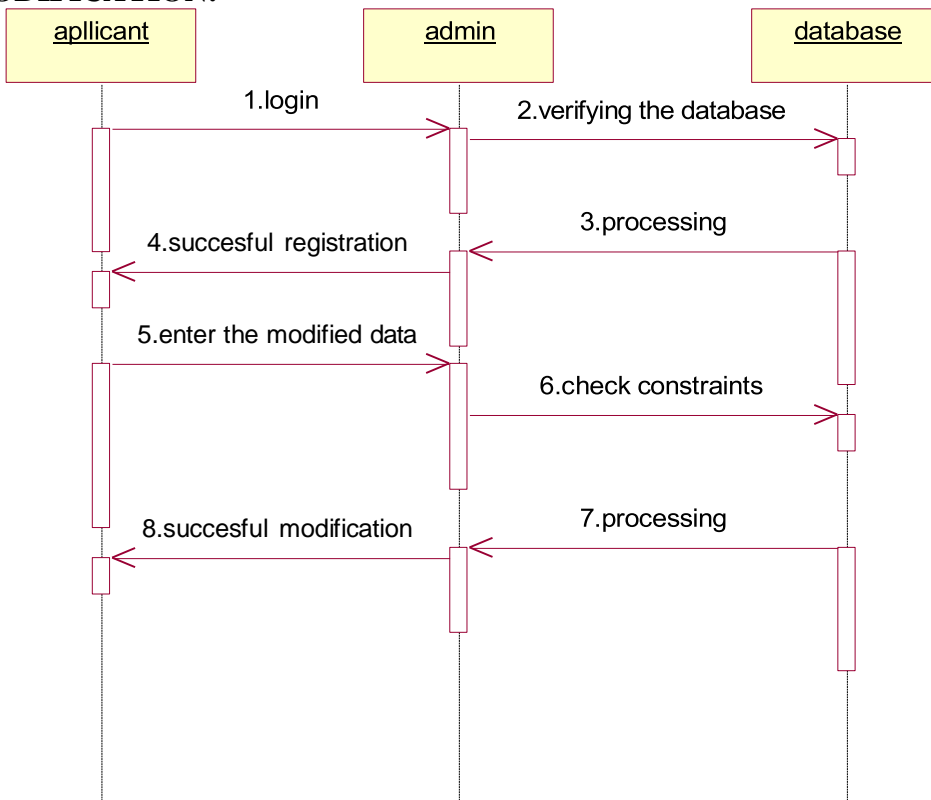 apllicant
admin
database
1.login
2.verifying the database
3.processing
4.succesful registration
5.enter the modified data
6.check constraints
7.processing
8.succesful modification